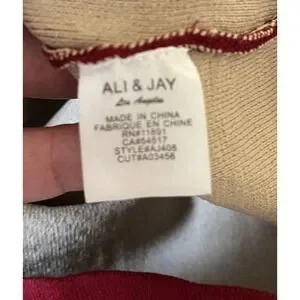 ALI & JAY
Los Angeles
MADE IN CHINA
FABRIQUE EN CHINE
RN#11891
CA#54517
STYLE#AJ408
CUT#A03456